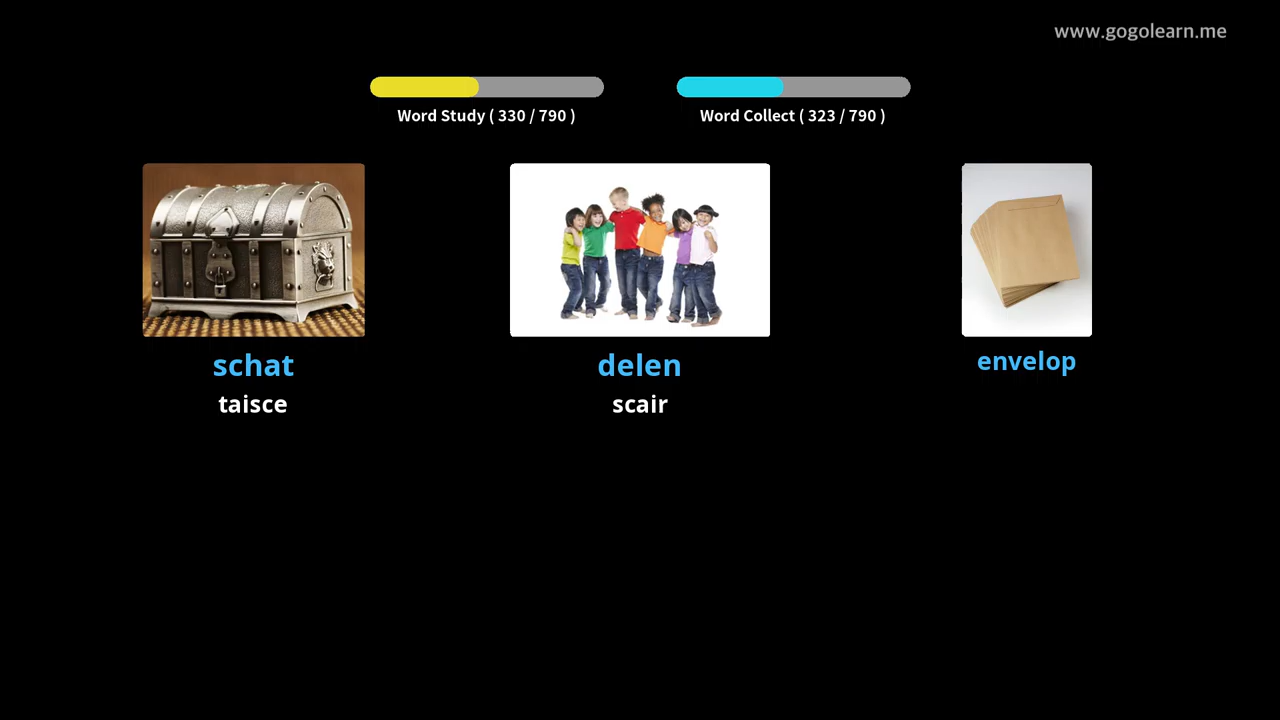 www.gogolearn.me
Word Study ( 330 / 790 )
Word Collect ( 323 / 790 )
schat
taisce
delen
scair
envelop